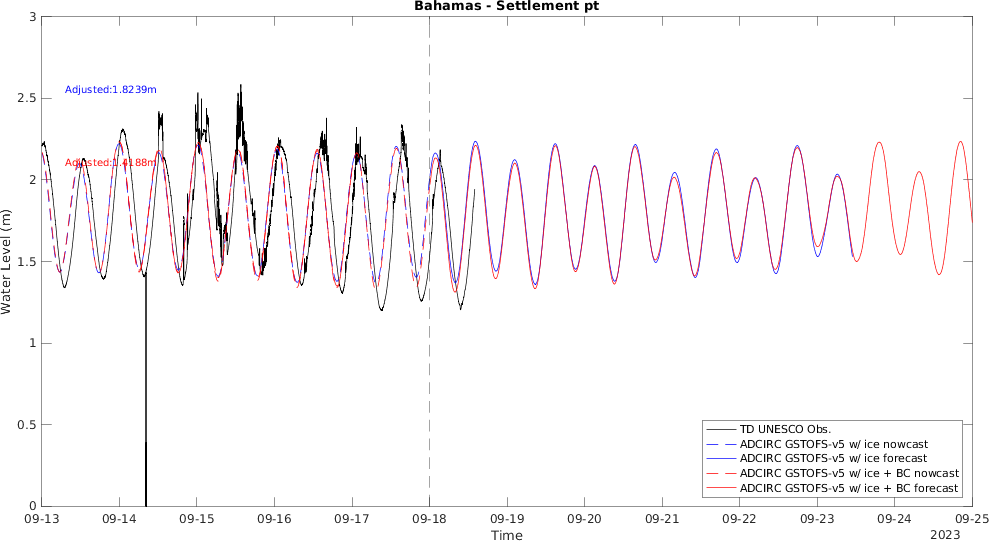 Bahamas - Settlement pt
3
2.5
2
1.5
1
0.5
0
Water Level (m)
Adjusted:1.8239m
Adjusted:1.8188m
TD UNESCO Obs.
ADCIRC GSTOFS-v5 w/ ice nowcast
ADCIRC GSTOFS-v5 w/ ice forecast
ADCIRC GSTOFS-v5 w/ ice + BC nowcast
ADCIRC GSTOFS-v5 w/ ice + BC forecast
09-13 09-14 09-15 09-16 09-17 09-18 09-19 09-20 09-21 09-22 09-23 09-24 09-25
Time
2023